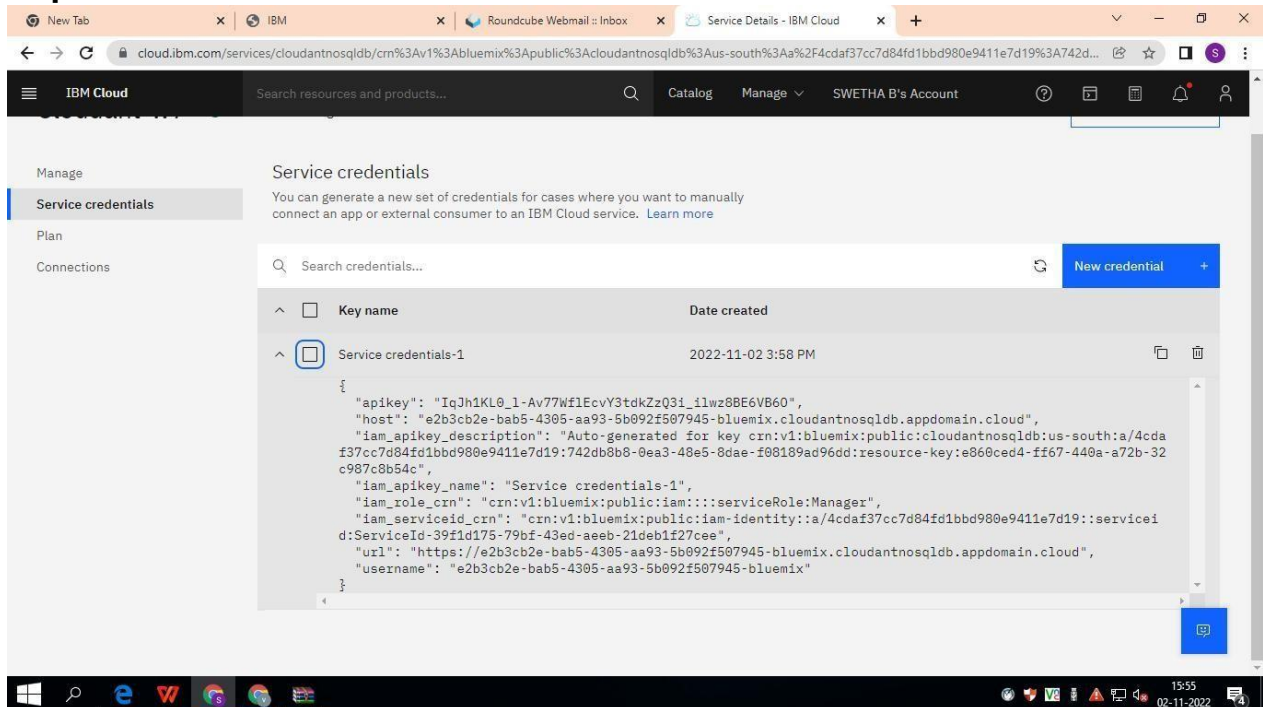 New Tab
IBM
Roundcube Webmail :: Inbox
Service Details - IBM Cloud
cloud.ibm.com/services/cloudantnosqldb/crn%3Av1%3Abluemix%3Apublic%3Acloudantnosqldb%3Aus-south%3Aa%2F4cdaf37cc7d84fd1bbd980e9411e7d19%3A742d...
S
IBM Cloud
Search resources and products...
Catalog
Manage
SWETHA B's Account
Manage
Service credentials
Plan
Connections
Service credentials
You can generate a new set of credentials for cases where you want to manually
connect an app or external consumer to an IBM Cloud service. Learn more
Search credentials...
New credential +
Key name
Date created
Service credentials-1
2022-11-02 3:58 PM
{
"apikey": "IqJh1KL0_l-Av77WflEcvY3tdkZzQ3i_ilwz8BE6VB6O",
"host": "e2b3cb2e-bab5-4305-aa93-5b092f507945-bluemix.cloudantnosqldb.appdomain.cloud",
"iam_apikey_description": "Auto-generated for key crn:v1:bluemix:public:cloudantnosqldb:us-south:a/4cda
f37cc7d84fd1bbd980e9411e7d19:742db8b8-0ea3-48e5-8dae-f08189ad96dd:resource-key:e860ced4-ff67-440a-a72b-32
c987c8b54c",
"iam_apikey_name": "Service credentials-1",
"iam_role_crn": "crn:v1:bluemix:public:iam::::serviceRole:Manager",
"iam_serviceid_crn": "crn:v1:bluemix:public:iam-identity::a/4cdaf37cc7d84fd1bbd980e9411e7d19::servicei
d:ServiceId-39f1d175-79bf-43ed-aeeb-21deb1f27cee",
"url": "https://e2b3cb2e-bab5-4305-aa93-5b092f507945-bluemix.cloudantnosqldb.appdomain.cloud",
"username": "e2b3cb2e-bab5-4305-aa93-5b092f507945-bluemix"
}
15:55
02-11-2022
4